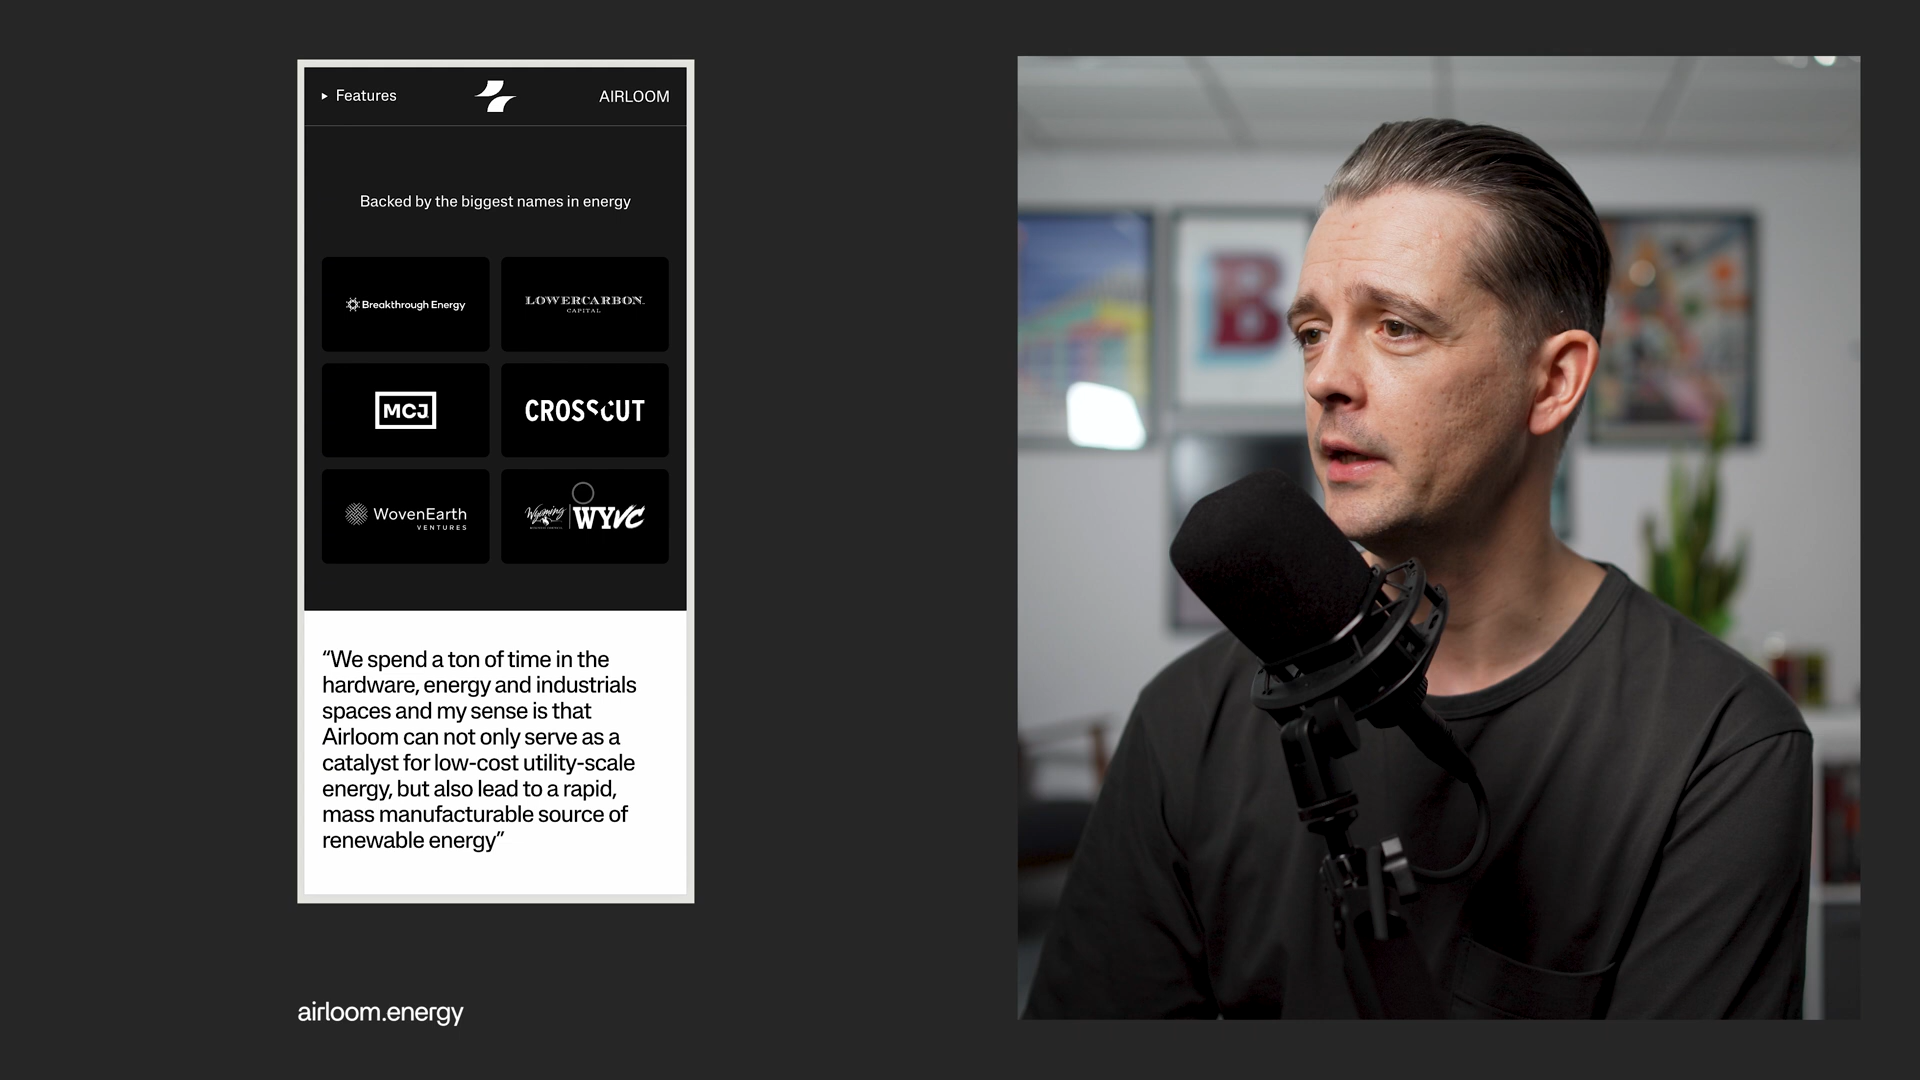 Features
AIRLOOM
Backed by the biggest names in energy
Breakthrough Energy
LOWERCARBON
CAPITAL
MCJ
CROSSCUT
WovenEarth
VENTURES
Wyoming
WYVC
“We spend a ton of time in the
hardware, energy and industrials
spaces and my sense is that
Airloom can not only serve as a
catalyst for low-cost utility-scale
energy, but also lead to a rapid,
mass manufacturable source of
renewable energy”
airloom.energy
B